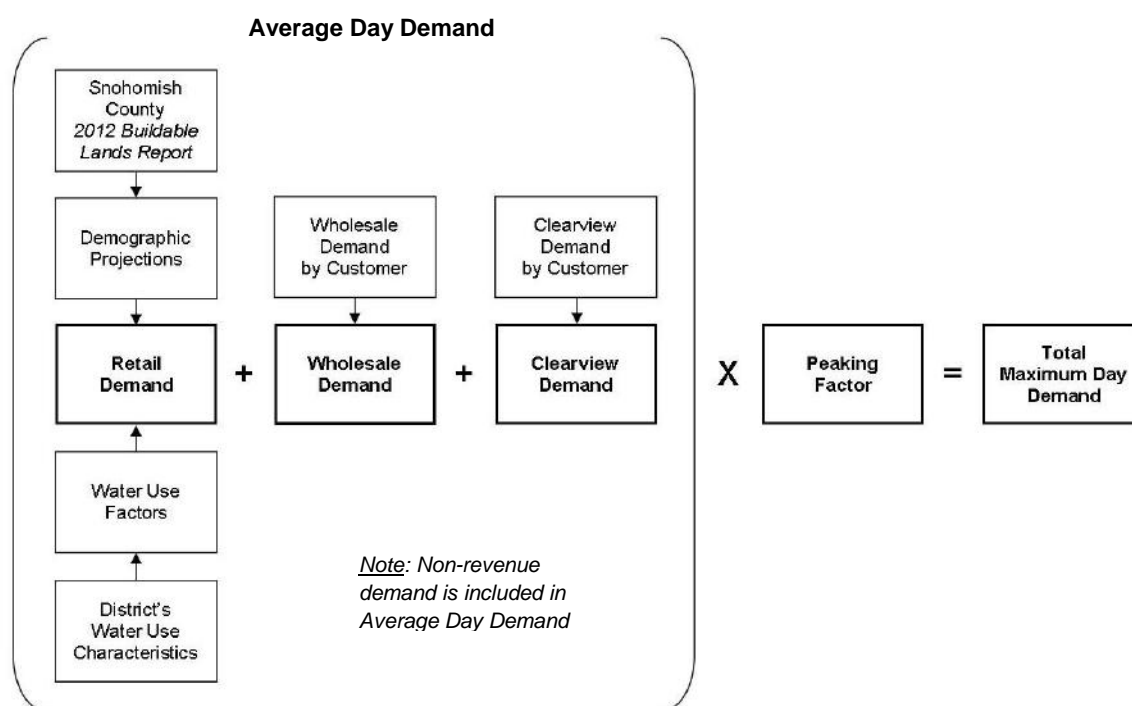 Average Day Demand
Snohomish
County
2012 Buildable
Lands Report
Demographic
Projections
Wholesale
Demand
by Customer
Clearview
Demand
by Customer
Retail
Demand
+
Wholesale
Demand
+
Clearview
Demand
X
Peaking
Factor
=
Total
Maximum Day
Demand
Water Use
Factors
District's
Water Use
Characteristics
Note: Non-revenue
demand is included in
Average Day Demand